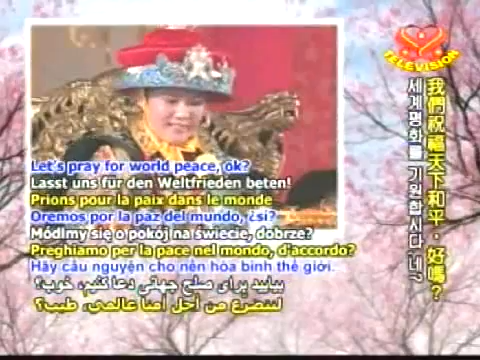 TELEVISION
Let's pray for world peace, ok?
Lasst uns für den Weltfrieden beten!
Prions pour la paix dans le monde
Oremos por la paz del mundo, ¿sí?
Módlmy się o pokój na świecie, dobrze?
Preghiamo per la pace nel mondo, d'accordo?
Hãy cầu nguyện cho nền hòa bình thế giới.
بیایید برای صلح جهانی دعا کنیم، خوب؟
لنتضرع من أجل أمنا عالمي، طيب؟
我們祝福天下和平，好嗎？
세계평화를 기원합시다, 네?